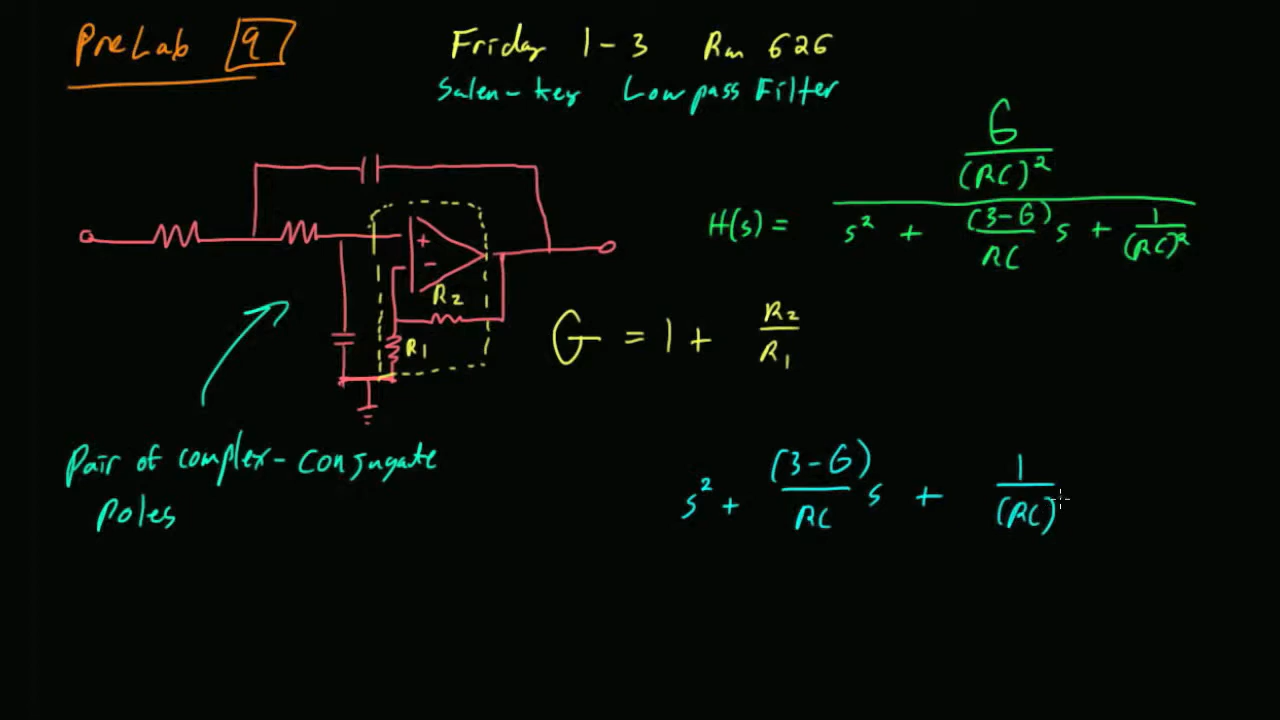 PreLab 9
Friday 1-3 Rm 626
Salen-key Lowpass Filter
G
(RC)²
H(s) =
s² + (3-G)/RC s + 1/(RC)²
+
-
R2
R1
G = 1 + R2/R1
Pair of complex-conjugate
poles
s² + (3-G)/RC s + 1/(RC)